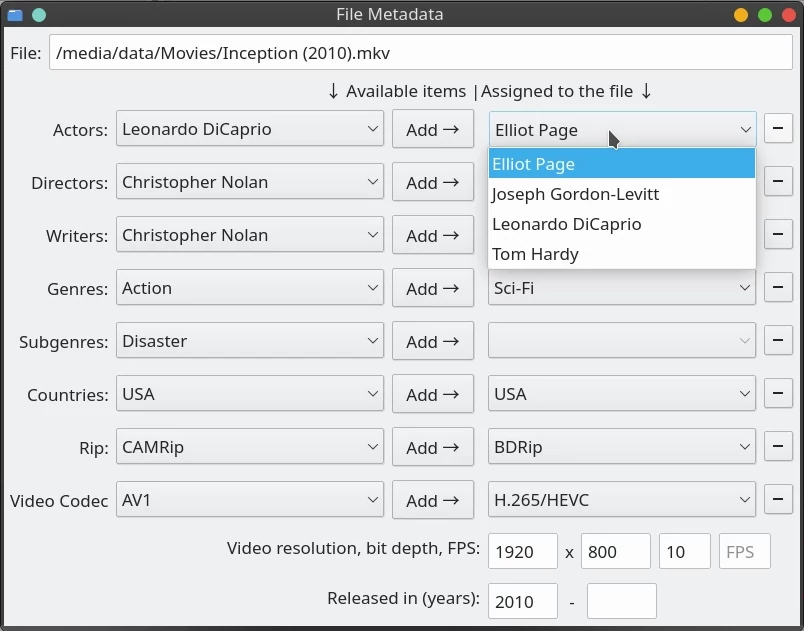 File Metadata
File: /media/data/Movies/Inception (2010).mkv
↓ Available items | Assigned to the file ↓
Actors: Leonardo DiCaprio Add → Elliot Page −
Elliot Page
Directors: Christopher Nolan Add → −
Joseph Gordon-Levitt
Leonardo DiCaprio
Writers: Christopher Nolan Add → −
Tom Hardy
Genres: Action Add → Sci-Fi −
Subgenres: Disaster Add → −
Countries: USA Add → USA −
Rip: CAMRip Add → BDRip −
Video Codec AV1 Add → H.265/HEVC −
Video resolution, bit depth, FPS: 1920 x 800 10 FPS
Released in (years): 2010 -